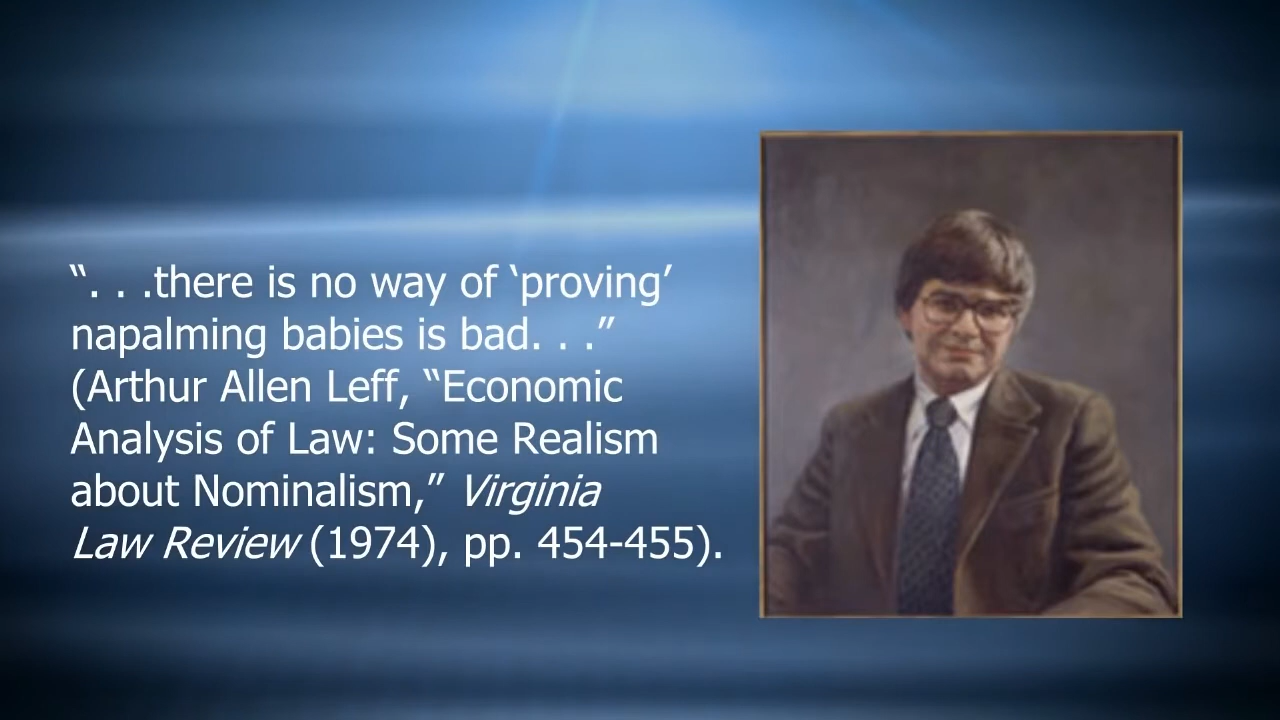 “. . .there is no way of ‘proving’
napalming babies is bad. . .”
(Arthur Allen Leff, “Economic
Analysis of Law: Some Realism
about Nominalism,” Virginia
Law Review (1974), pp. 454-455).